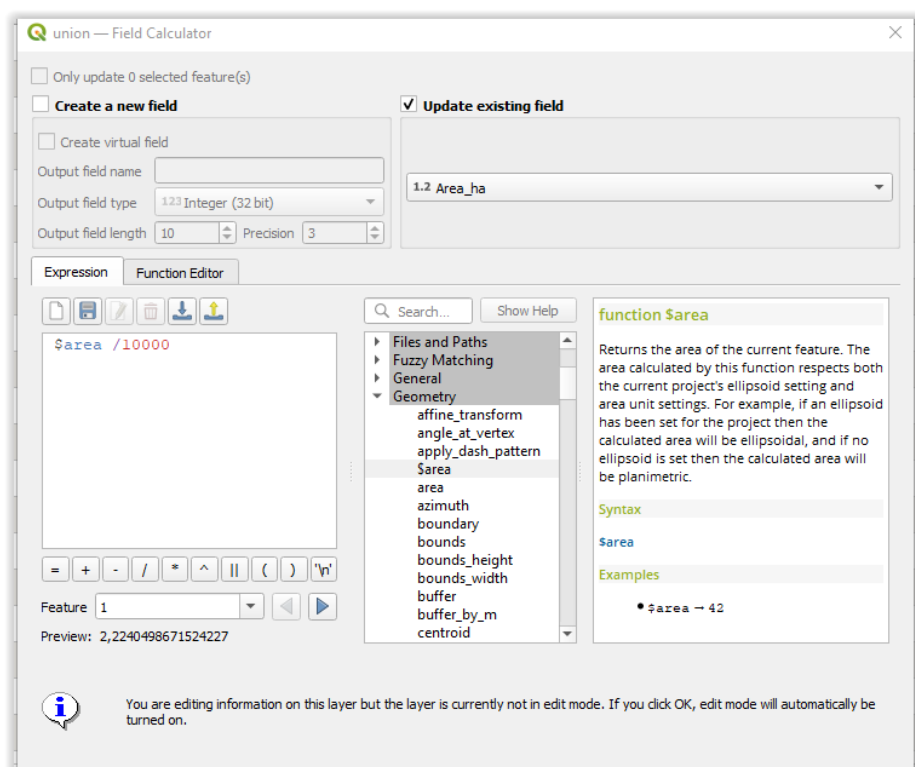 union — Field Calculator
Only update 0 selected feature(s)
Create a new field
Update existing field
Create virtual field
Output field name
Output field type 123 Integer (32 bit)
Output field length 10 Precision 3
1.2 Area_ha
Expression Function Editor
$area /10000
= + - / * ^ || ( ) '\n'
Feature 1
Preview: 2,2240498671524227
Search... Show Help
Files and Paths
Fuzzy Matching
General
Geometry
affine_transform
angle_at_vertex
apply_dash_pattern
$area
area
azimuth
boundary
bounds
bounds_height
bounds_width
buffer
buffer_by_m
centroid
function $area
Returns the area of the current feature. The
area calculated by this function respects both
the current project's ellipsoid setting and
area unit settings. For example, if an ellipsoid
has been set for the project then the
calculated area will be ellipsoidal, and if no
ellipsoid is set then the calculated area will
be planimetric.
Syntax
$area
Examples
$area → 42
You are editing information on this layer but the layer is currently not in edit mode. If you click OK, edit mode will automatically be
turned on.